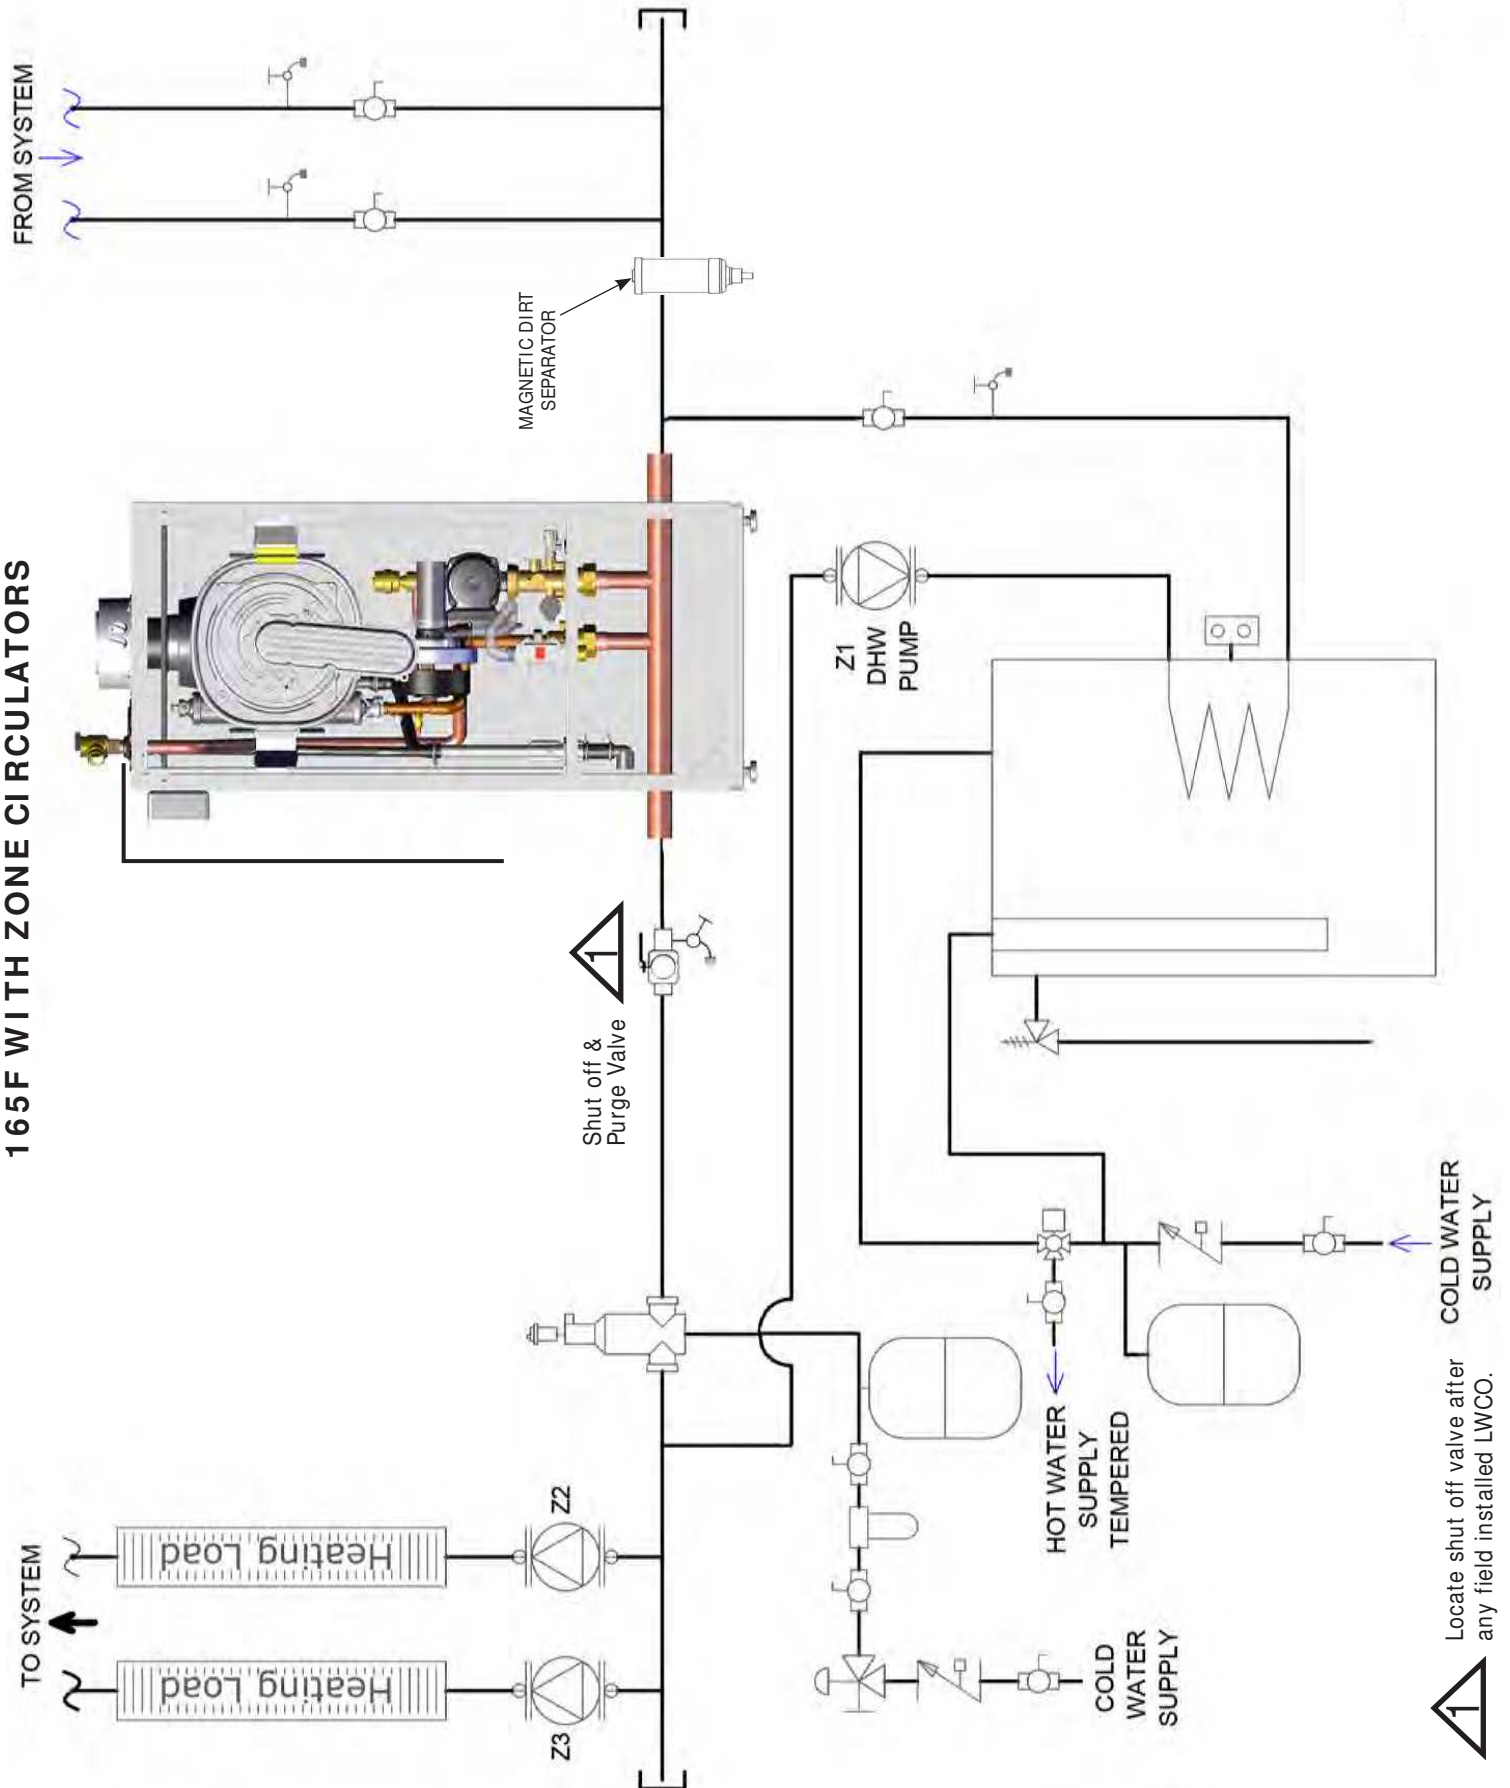 165F WITH ZONE CIRCULATORS
TO SYSTEM
FROM SYSTEM
Heating Load
Heating Load
Z3
Z2
Shut off &
Purge Valve
1
MAGNETIC DIRT
SEPARATOR
Z1
DHW
PUMP
COLD
WATER
SUPPLY
HOT WATER
SUPPLY
TEMPERED
COLD WATER
SUPPLY
1
Locate shut off valve after
any field installed LWCO.